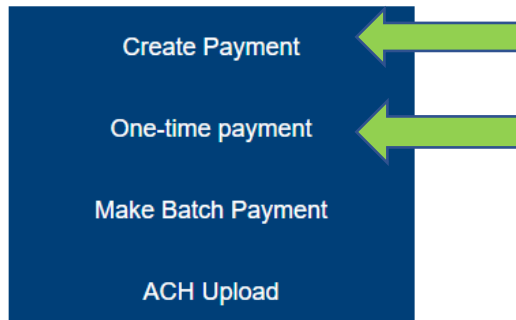 Create Payment
One-time payment
Make Batch Payment
ACH Upload